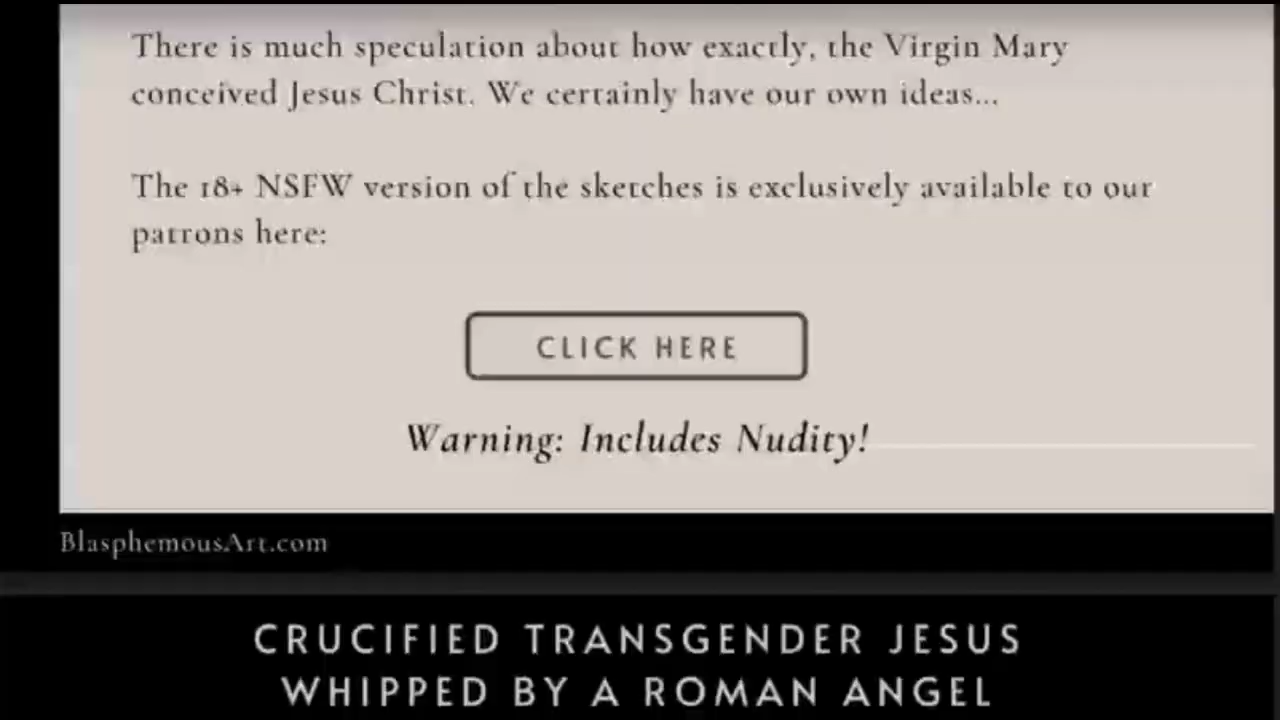 There is much speculation about how exactly, the Virgin Mary
conceived Jesus Christ. We certainly have our own ideas...
The 18+ NSFW version of the sketches is exclusively available to our
patrons here:
CLICK HERE
Warning: Includes Nudity!
BlasphemousArt.com
CRUCIFIED TRANSGENDER JESUS
WHIPPED BY A ROMAN ANGEL